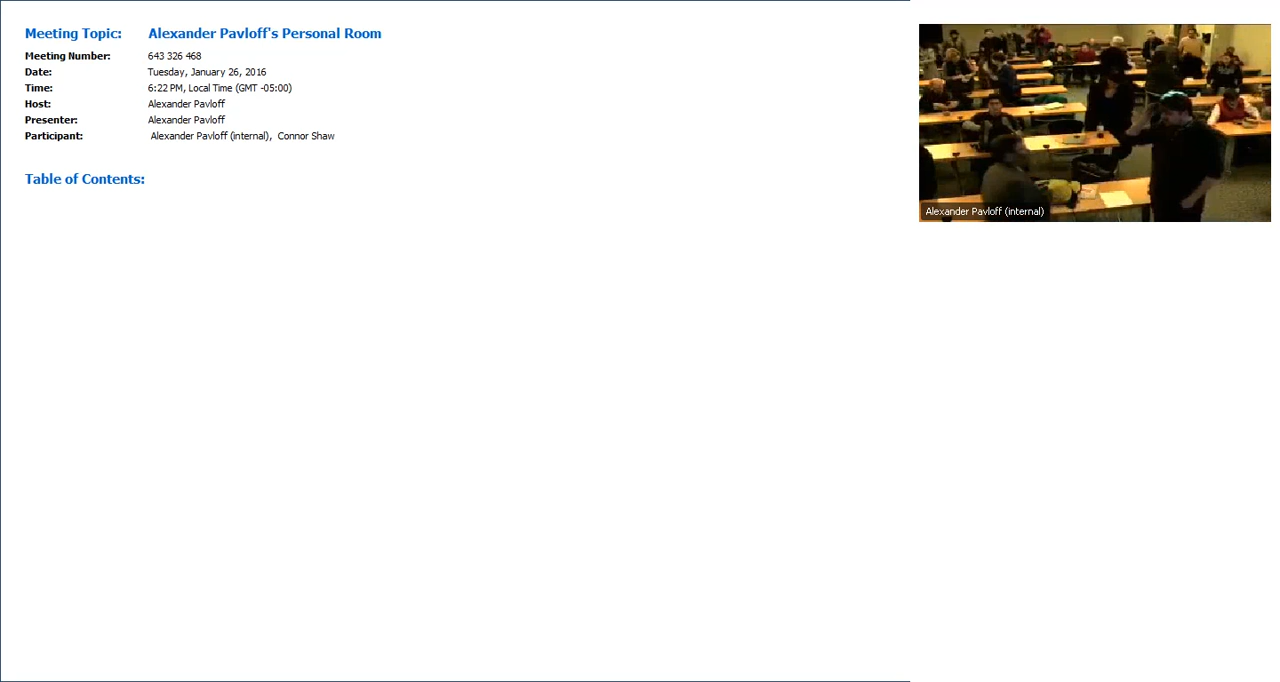 Meeting Topic: Alexander Pavloff's Personal Room
Meeting Number: 643 326 468
Date: Tuesday, January 26, 2016
Time: 6:22 PM, Local Time (GMT -05:00)
Host: Alexander Pavloff
Presenter: Alexander Pavloff
Participant: Alexander Pavloff (internal), Connor Shaw
Table of Contents:
Alexander Pavloff (internal)